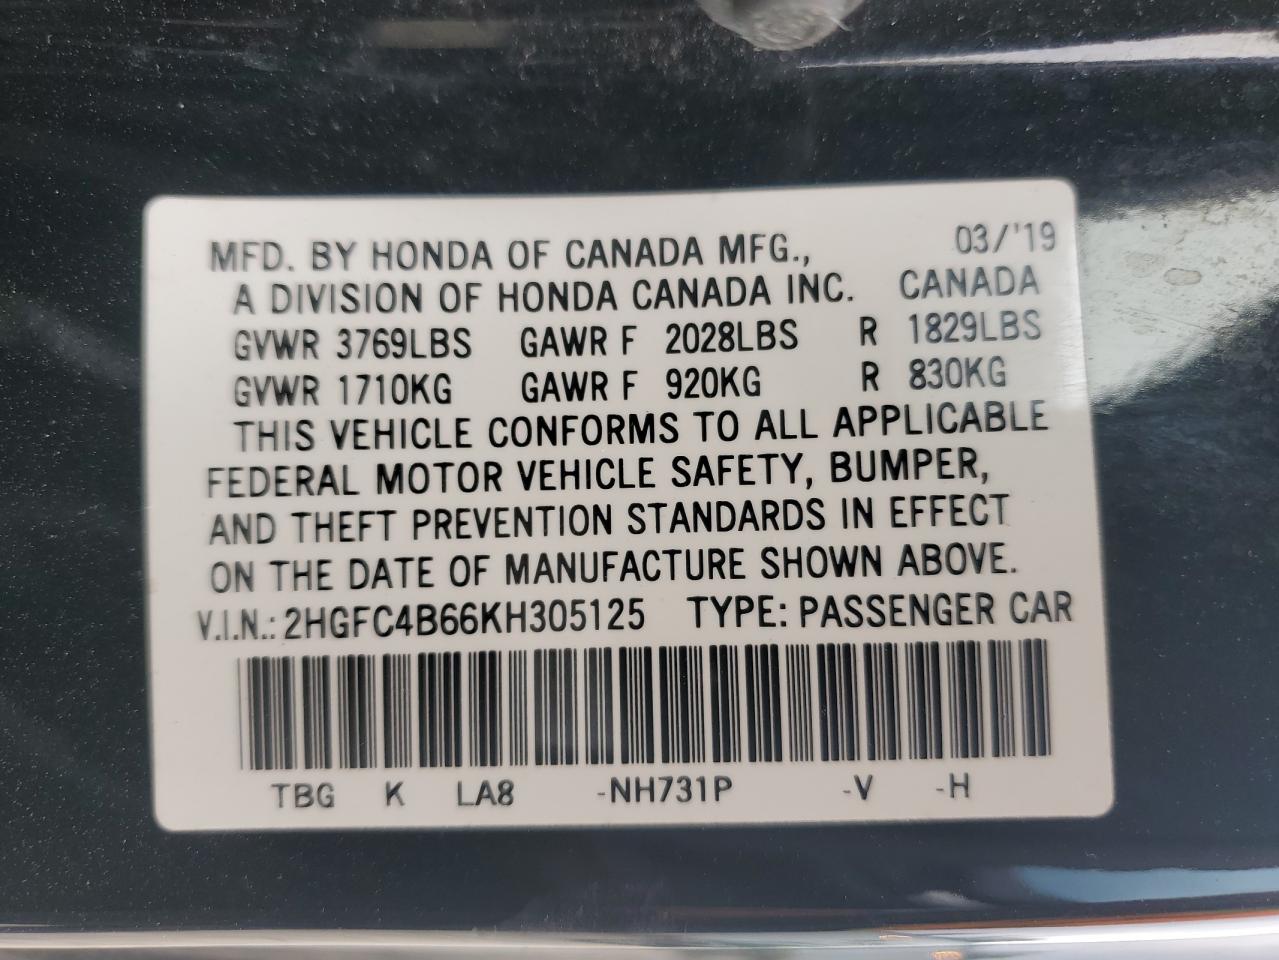 MFD. BY HONDA OF CANADA MFG., 03/'19
A DIVISION OF HONDA CANADA INC. CANADA
GVWR 3769LBS GAWR F 2028LBS R 1829LBS
GVWR 1710KG GAWR F 920KG R 830KG
THIS VEHICLE CONFORMS TO ALL APPLICABLE
FEDERAL MOTOR VEHICLE SAFETY, BUMPER,
AND THEFT PREVENTION STANDARDS IN EFFECT
ON THE DATE OF MANUFACTURE SHOWN ABOVE.
V.I.N.: 2HGFC4B66KH305125 TYPE: PASSENGER CAR
TBG K LA8 -NH731P -V -H